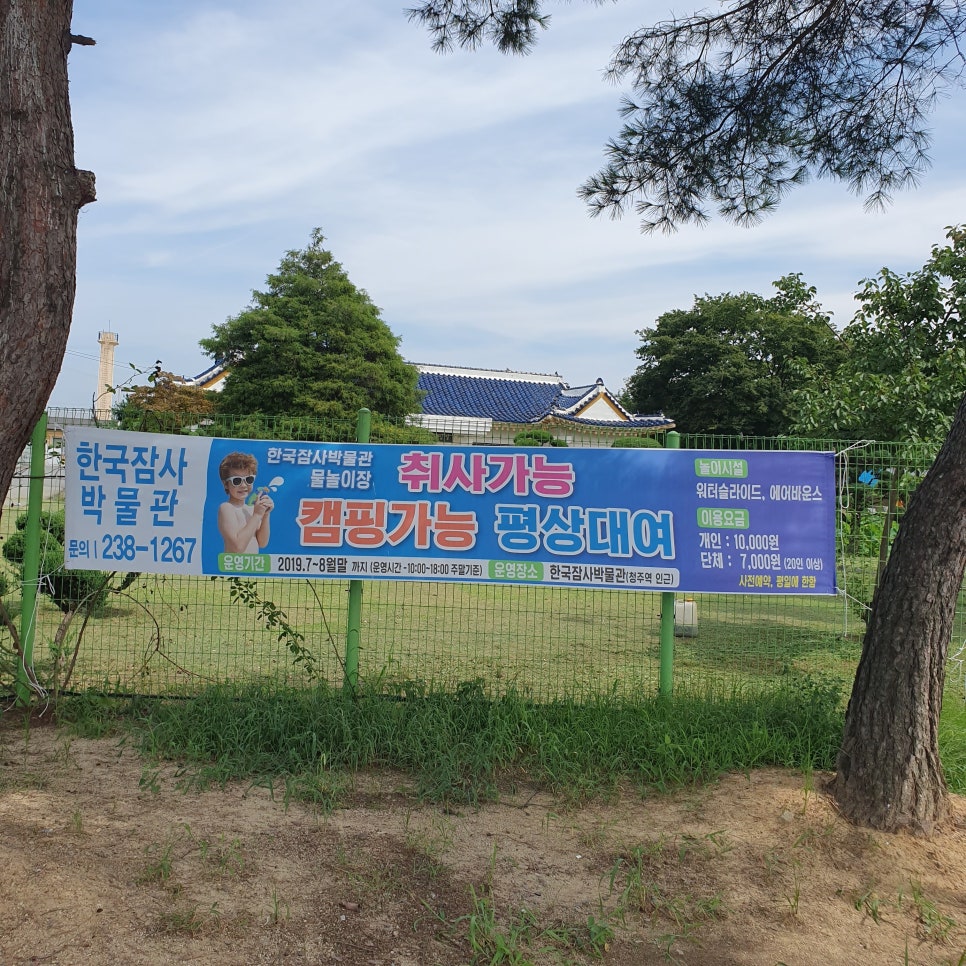 한국잠사
박물관
문의 | 238-1267
한국잠사박물관
물놀이장
취사가능
캠핑가능 평상대여
운영기간 2019.7~8월말 까지 (운영시간 -10:00-18:00 주말기준) 운영장소 한국잠사박물관(청주역 인근)
놀이시설
워터슬라이드, 에어바운스
이용요금
개인 : 10,000원
단체 : 7,000원 (20인 이상)
사전예약, 평일에 한함